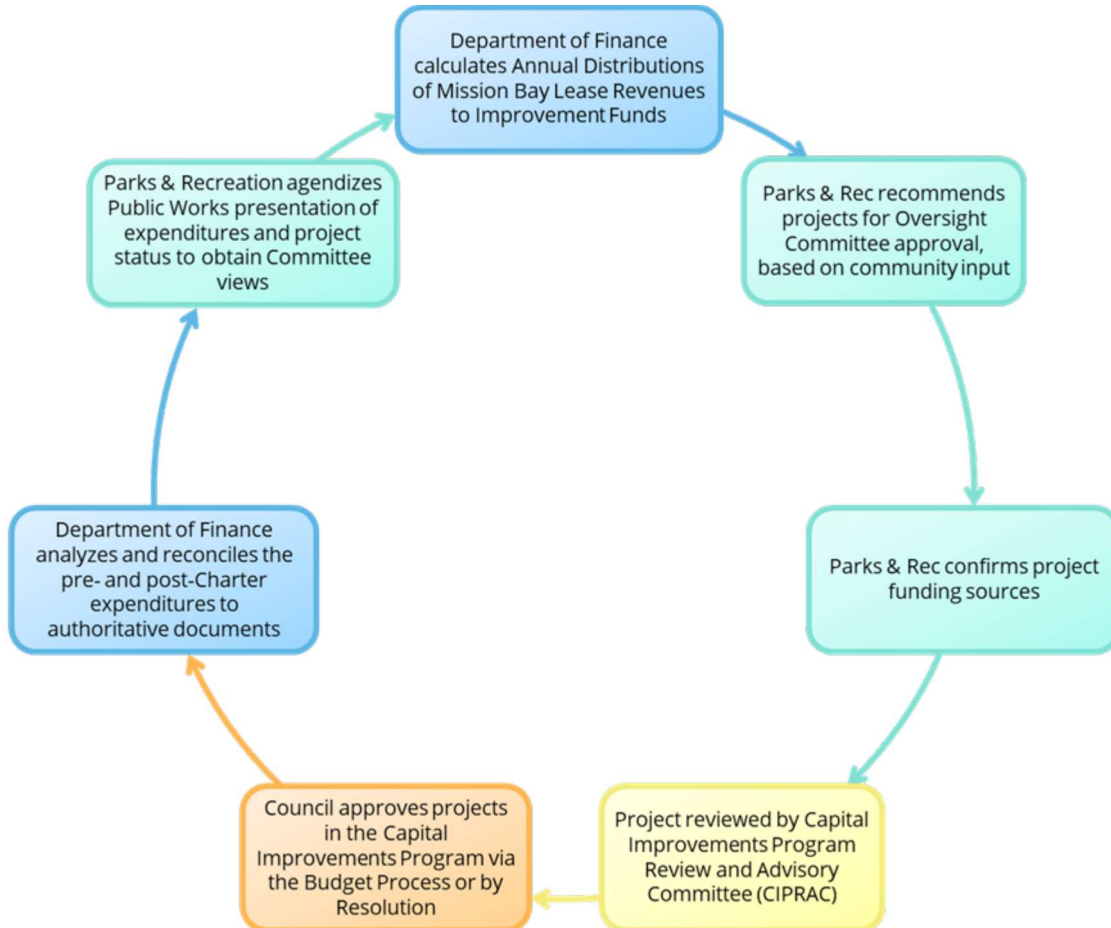 Department of Finance
calculates Annual Distributions
of Mission Bay Lease Revenues
to Improvement Funds
Parks & Rec recommends
projects for Oversight
Committee approval,
based on community input
Parks & Rec confirms project
funding sources
Project reviewed by Capital
Improvements Program
Review and Advisory
Committee (CIPRAC)
Council approves projects
in the Capital
Improvements Program via
the Budget Process or by
Resolution
Department of Finance
analyzes and reconciles the
pre- and post-Charter
expenditures to
authoritative documents
Parks & Recreation agendizes
Public Works presentation of
expenditures and project
status to obtain Committee
views